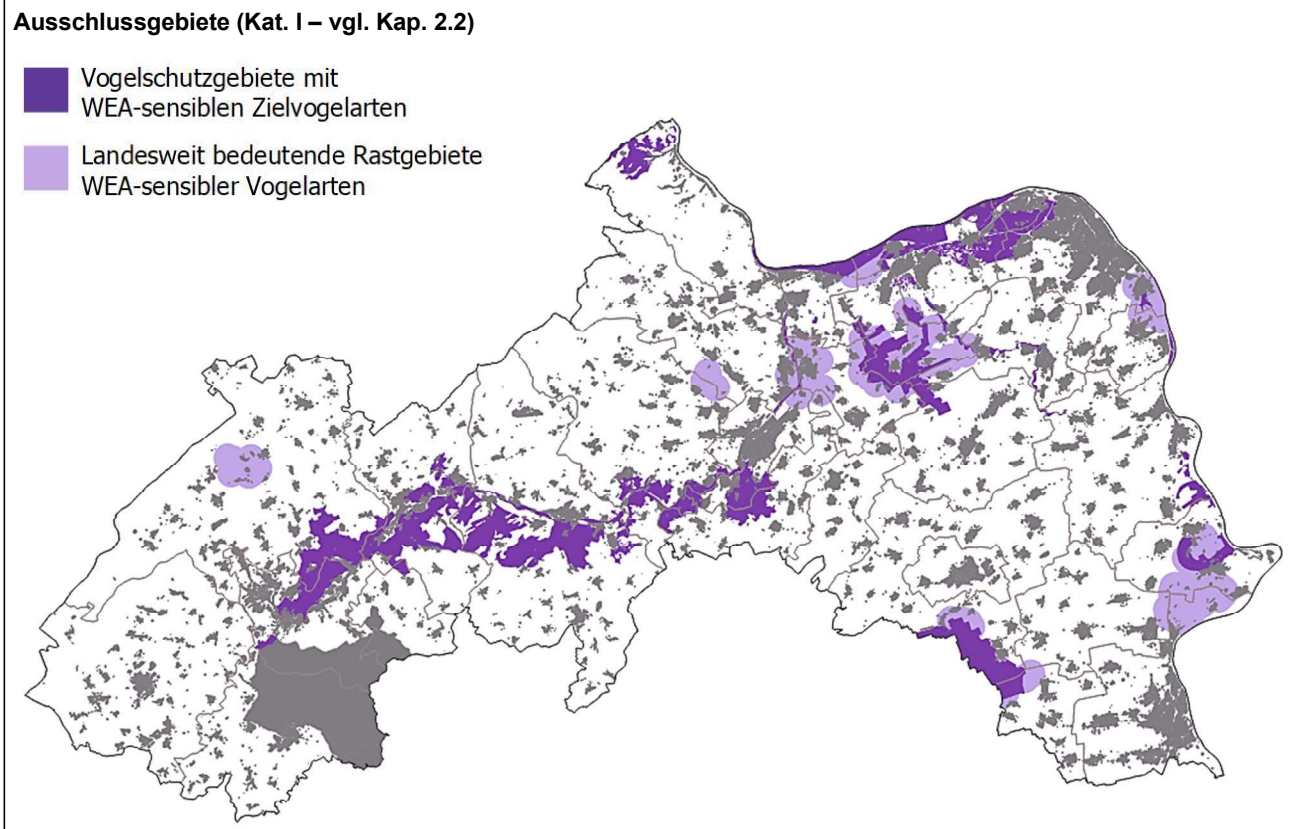 Ausschlussgebiete (Kat. I – vgl. Kap. 2.2)
Vogelschutzgebiete mit
WEA-sensiblen Zielvogelarten
Landesweit bedeutende Rastgebiete
WEA-sensibler Vogelarten